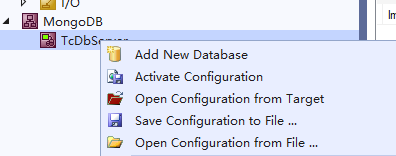 I/O
MongoDB
TcDbServer
Add New Database
Activate Configuration
Open Configuration from Target
Save Configuration to File ...
Open Configuration from File ...